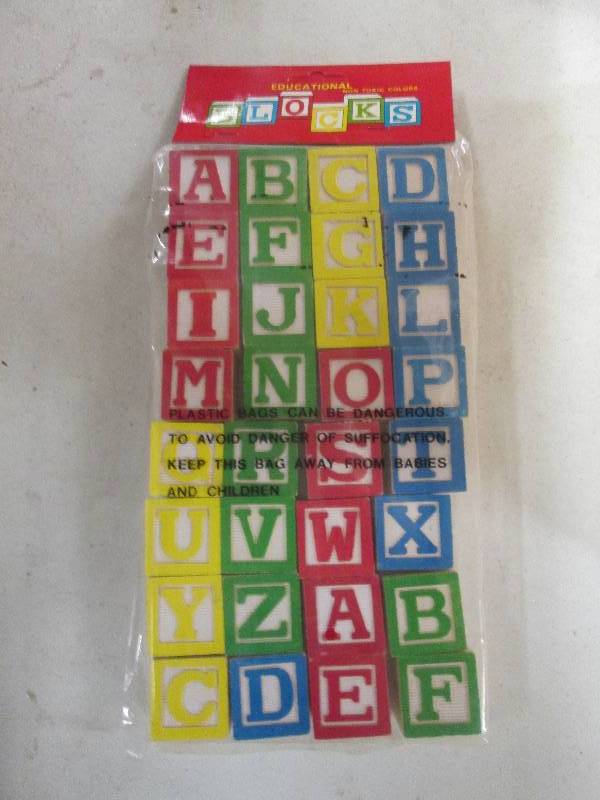 EDUCATIONAL
NON TOXIC COLORS
BLOCKS
A B C D
E F G H
I J K L
M N O P
PLASTIC BAGS CAN BE DANGEROUS.
TO AVOID DANGER OF SUFFOCATION,
Q R S T
KEEP THIS BAG AWAY FROM BABIES
AND CHILDREN
U V W X
Y Z A B
C D E F